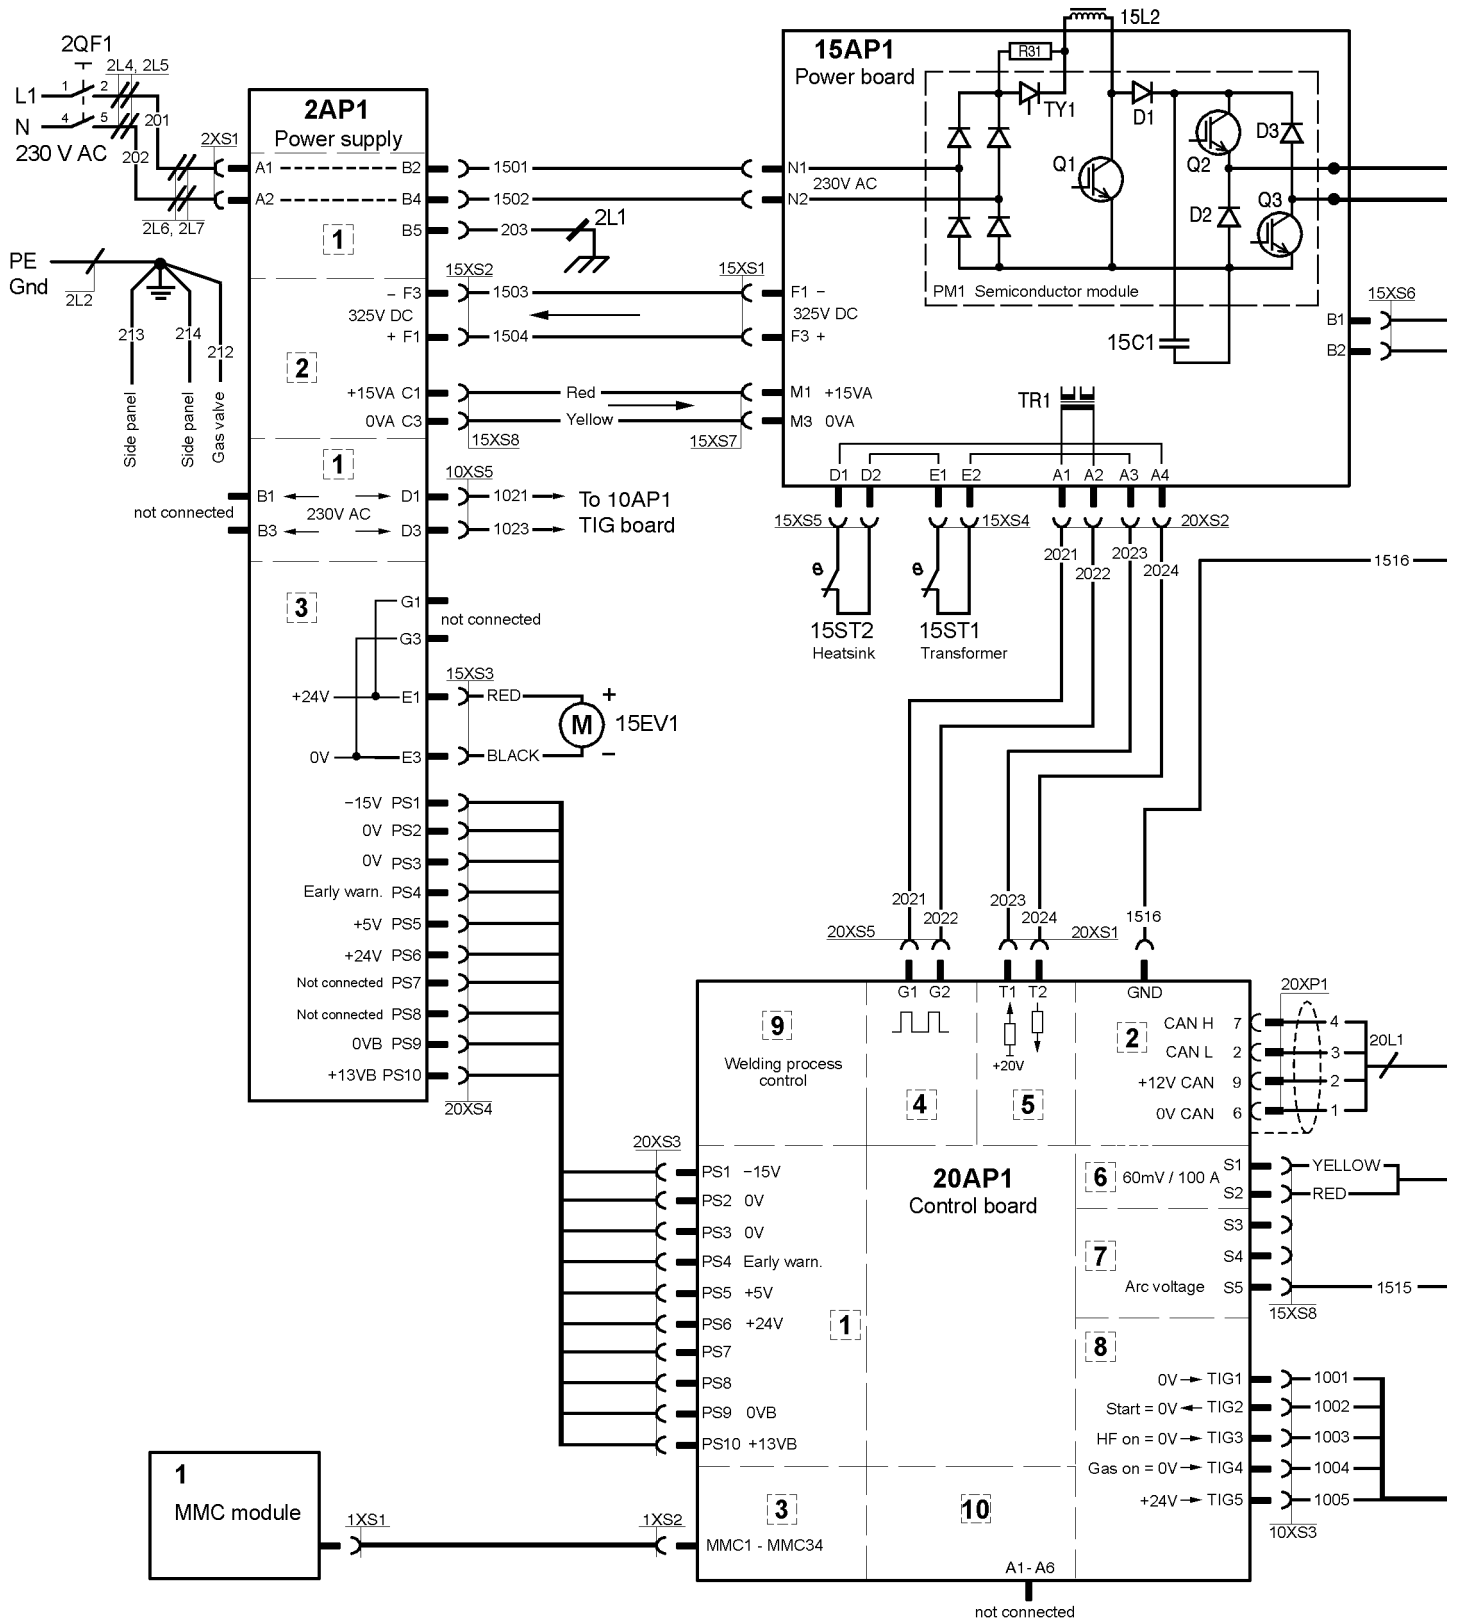 2QF1
2L4, 2L5
L1
1
2
N
4
5
201
230 V AC
202
2XS1
2L6, 2L7
PE
Gnd
2L2
213
214
212
Side panel
Side panel
Gas valve
2AP1
Power supply
A1
B2
A2
B4
B5
1
1501
1502
203
2L1
15XS2
15XS1
– F3
1503
325V DC
+ F1
1504
2
+15VA C1
Red
0VA C3
Yellow
15XS8
15XS7
1
10XS5
B1
D1
1021
not connected
230V AC
To 10AP1
TIG board
B3
D3
1023
3
G1
not connected
G3
15XS3
+24V
E1
RED
+
M
15EV1
0V
E3
BLACK
–
–15V PS1
0V PS2
0V PS3
Early warn. PS4
+5V PS5
+24V PS6
Not connected PS7
Not connected PS8
0VB PS9
+13VB PS10
20XS4
15L2
15AP1
Power board
R31
TY1
D1
Q1
Q2
D3
D2
Q3
N1
230V AC
N2
PM1 Semiconductor module
F1 –
325V DC
F3 +
15C1
B1
B2
15XS6
M1 +15VA
M3 0VA
TR1
D1
D2
E1
E2
A1
A2
A3
A4
15XS5
15XS4
20XS2
2021
2022
2023
2024
1516
θ
θ
15ST2
Heatsink
15ST1
Transformer
2021
2022
2023
2024
1516
20XS5
20XS1
G1
G2
T1
T2
GND
9
Welding process
control
4
+20V
5
2
CAN H 7
CAN L 2
+12V CAN 9
0V CAN 6
20XP1
4
3
2
1
20L1
20XS3
20AP1
Control board
PS1 –15V
PS2 0V
PS3 0V
PS4 Early warn.
PS5 +5V
PS6 +24V
PS7
PS8
PS9 0VB
PS10 +13VB
1
6
60mV / 100 A
S1
YELLOW
S2
RED
S3
7
S4
Arc voltage
S5
1515
15XS8
8
0V
TIG1
1001
Start = 0V
TIG2
1002
HF on = 0V
TIG3
1003
Gas on = 0V
TIG4
1004
+24V
TIG5
1005
10XS3
3
10
MMC1 - MMC34
A1- A6
not connected
1
MMC module
1XS1
1XS2